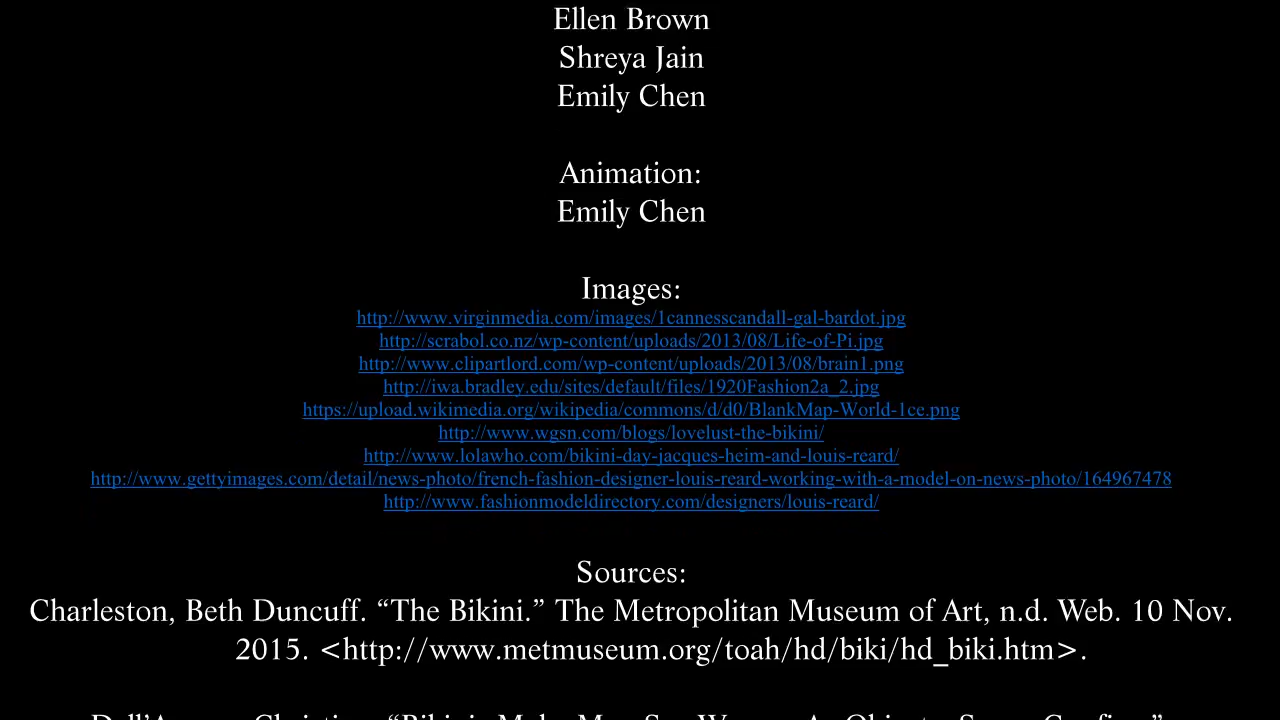 Ellen Brown
Shreya Jain
Emily Chen
Animation:
Emily Chen
Images:
http://www.virginmedia.com/images/1cannesscandall-gal-bardot.jpg
http://scrabol.co.nz/wp-content/uploads/2013/08/Life-of-Pi.jpg
http://www.clipartlord.com/wp-content/uploads/2013/08/brain1.png
http://iwa.bradley.edu/sites/default/files/1920Fashion2a_2.jpg
https://upload.wikimedia.org/wikipedia/commons/d/d0/BlankMap-World-1ce.png
http://www.wgsn.com/blogs/lovelust-the-bikini/
http://www.lolawho.com/bikini-day-jacques-heim-and-louis-reard/
http://www.gettyimages.com/detail/news-photo/french-fashion-designer-louis-reard-working-with-a-model-on-news-photo/164967478
http://www.fashionmodeldirectory.com/designers/louis-reard/
Sources:
Charleston, Beth Duncuff. “The Bikini.” The Metropolitan Museum of Art, n.d. Web. 10 Nov.
2015. <http://www.metmuseum.org/toah/hd/biki/hd_biki.htm>.